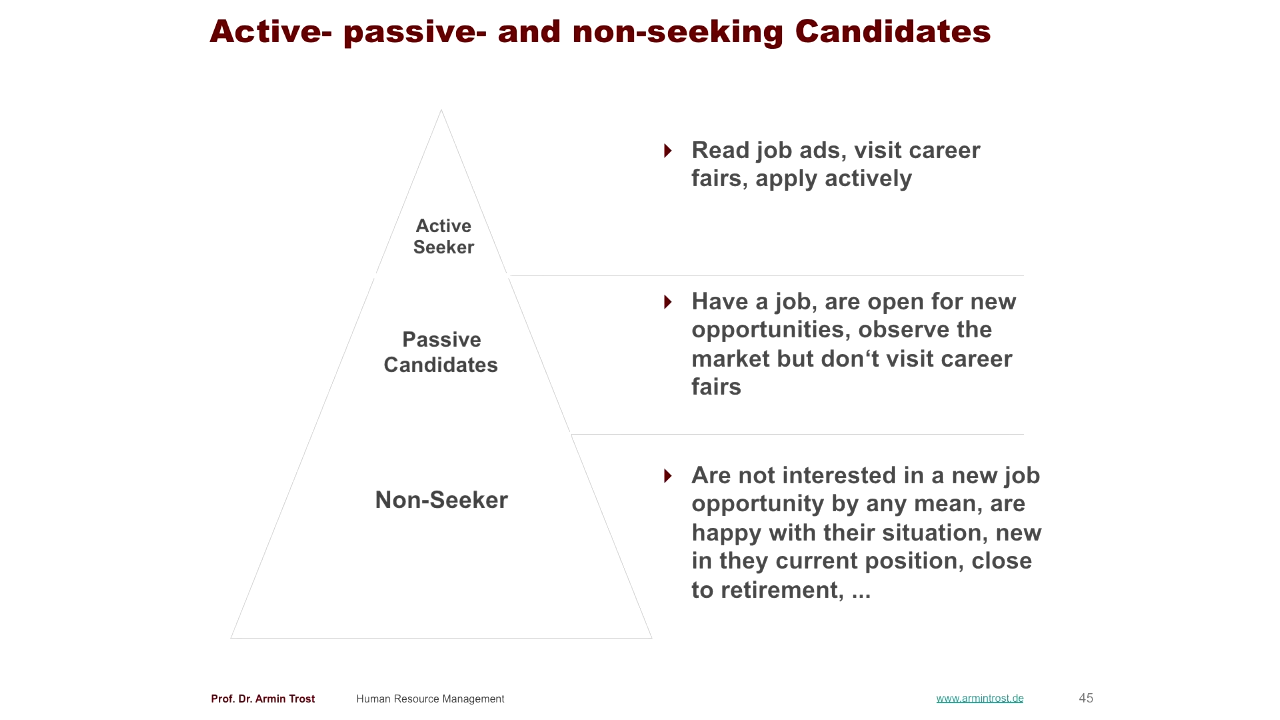 Active- passive- and non-seeking Candidates
Active
Seeker
Read job ads, visit career
fairs, apply actively
Passive
Candidates
Have a job, are open for new
opportunities, observe the
market but don‘t visit career
fairs
Non-Seeker
Are not interested in a new job
opportunity by any mean, are
happy with their situation, new
in they current position, close
to retirement, ...
Prof. Dr. Armin Trost Human Resource Management www.armintrost.de 45